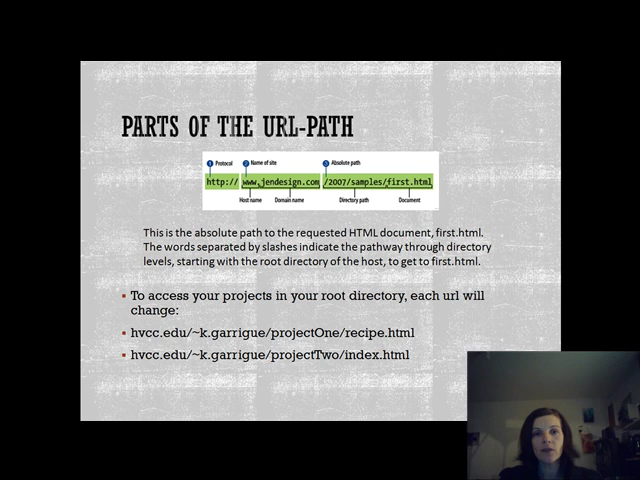 PARTS OF THE URL-PATH
1 Protocol 2 Name of site 3 Absolute path
http:// www.jendesign.com /2007/samples/first.html
Host name Domain name Directory path Document
This is the absolute path to the requested HTML document, first.html.
The words separated by slashes indicate the pathway through directory
levels, starting with the root directory of the host, to get to first.html.
To access your projects in your root directory, each url will
change:
hvcc.edu/~k.garrigue/projectOne/recipe.html
hvcc.edu/~k.garrigue/projectTwo/index.html